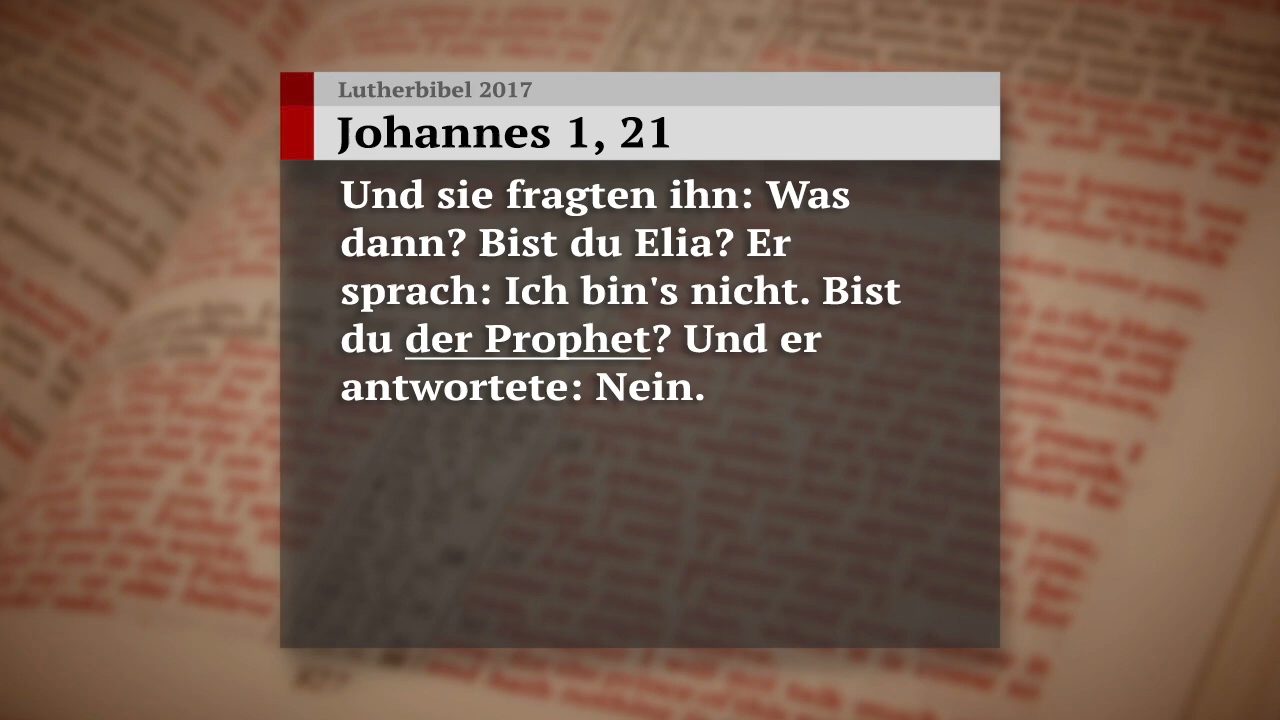 Lutherbibel 2017
Johannes 1, 21
Und sie fragten ihn: Was
dann? Bist du Elia? Er
sprach: Ich bin's nicht. Bist
du der Prophet? Und er
antwortete: Nein.